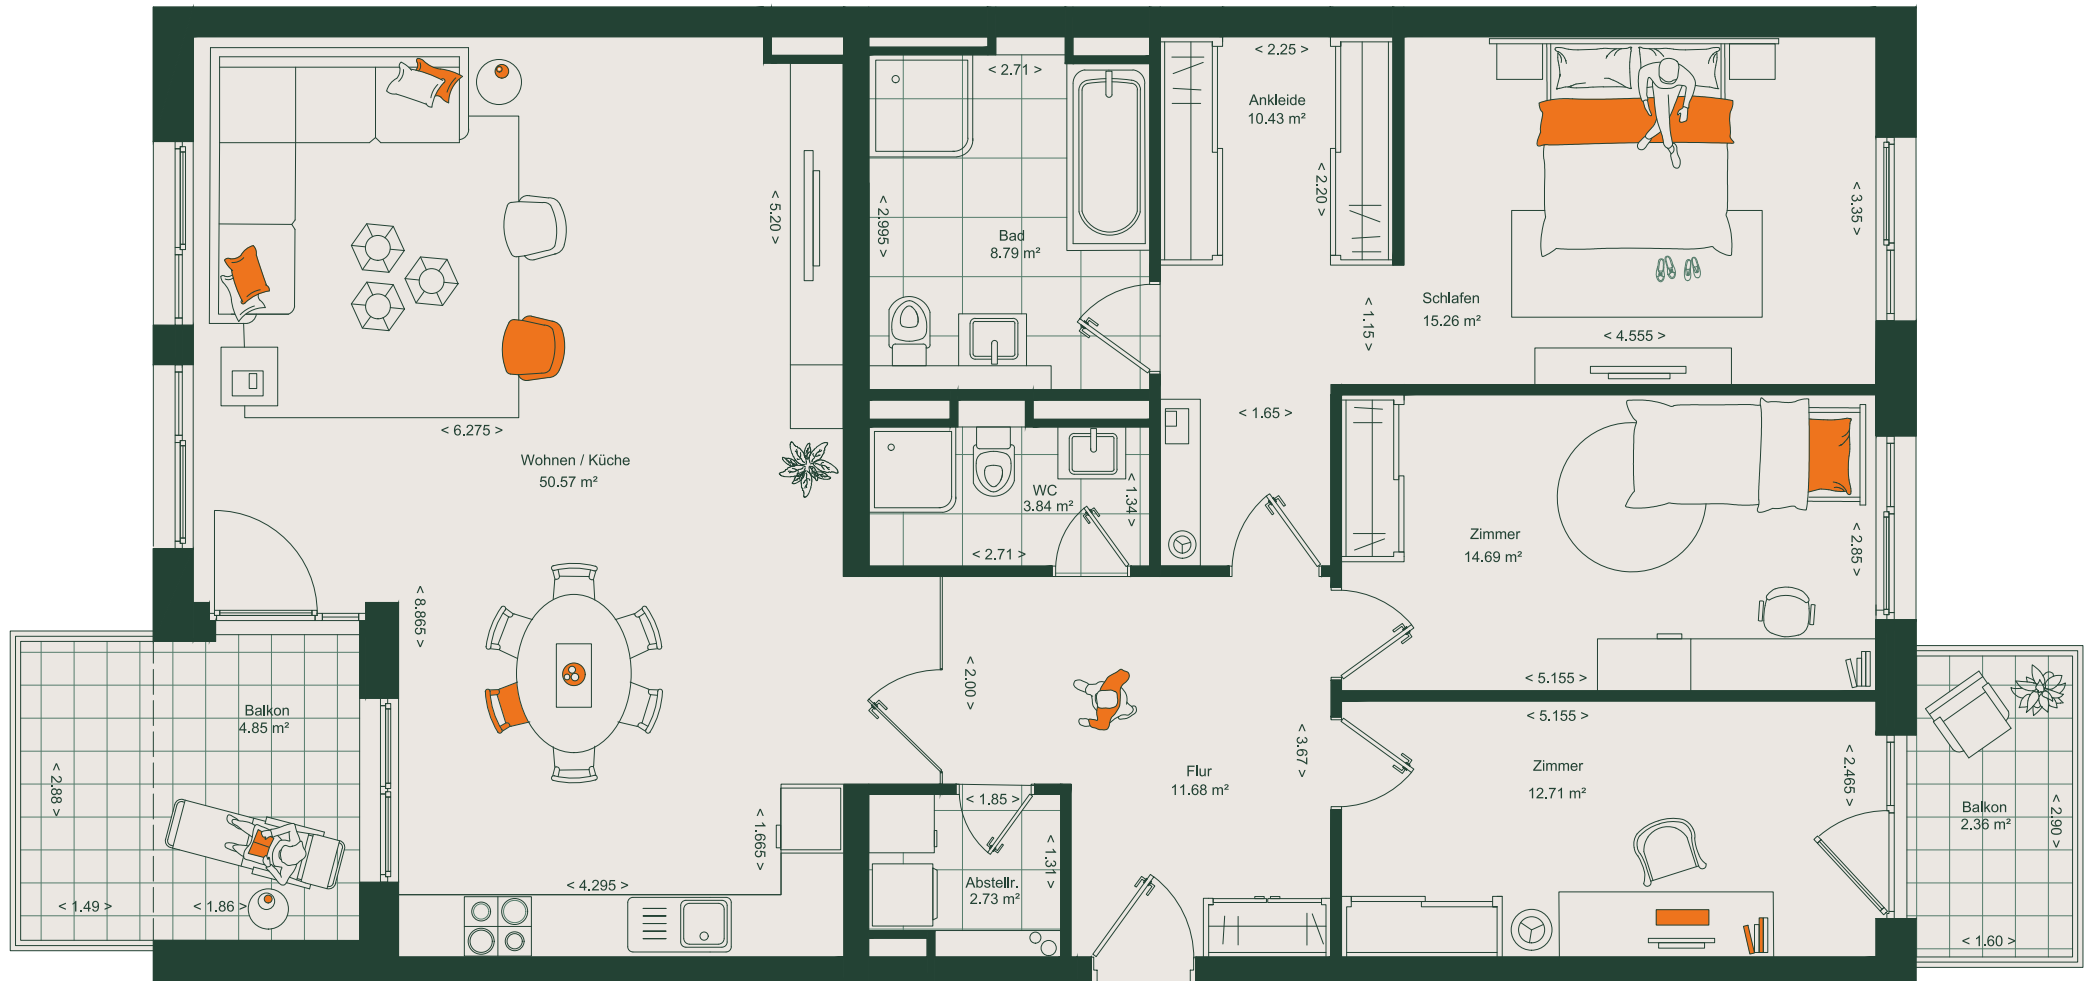 Wohnen / Küche
50.57 m²
< 6.275 >
< 5.20 >
< 8.865 >
< 4.295 >
< 1.665 >
Balkon
4.85 m²
< 2.88 >
< 1.49 >
< 1.86 >
Bad
8.79 m²
< 2.71 >
< 2.995 >
WC
3.84 m²
< 1.34 >
< 2.71 >
Ankleide
10.43 m²
< 2.25 >
< 2.20 >
< 1.15 >
< 1.65 >
Schlafen
15.26 m²
< 3.35 >
< 4.555 >
Zimmer
14.69 m²
< 2.85 >
< 5.155 >
Zimmer
12.71 m²
< 5.155 >
< 2.465 >
Balkon
2.36 m²
< 2.90 >
< 1.60 >
Flur
11.68 m²
< 2.00 >
< 3.67 >
Abstellr.
2.73 m²
< 1.85 >
< 1.31 >